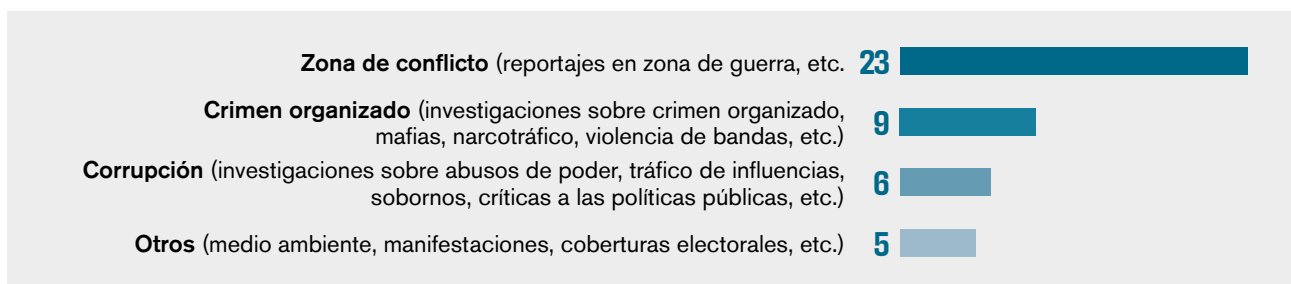 Zona de conflicto (reportajes en zona de guerra, etc. 23
Crimen organizado (investigaciones sobre crimen organizado,
mafias, narcotráfico, violencia de bandas, etc.) 9
Corrupción (investigaciones sobre abusos de poder, tráfico de influencias,
sobornos, críticas a las políticas públicas, etc.) 6
Otros (medio ambiente, manifestaciones, coberturas electorales, etc.) 5